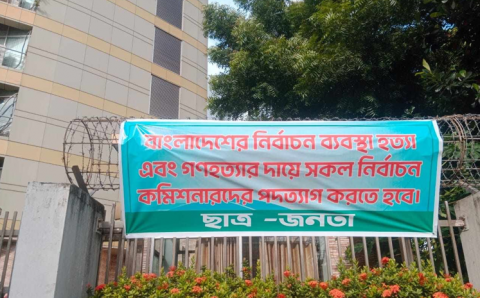 বাংলাদেশের নির্বাচন ব্যবস্থা হত্যা
এবং গণহত্যার দায়ে সকল নির্বাচন
কমিশনারদের পদত্যাগ করতে হবে।
ছাত্র -জনতা